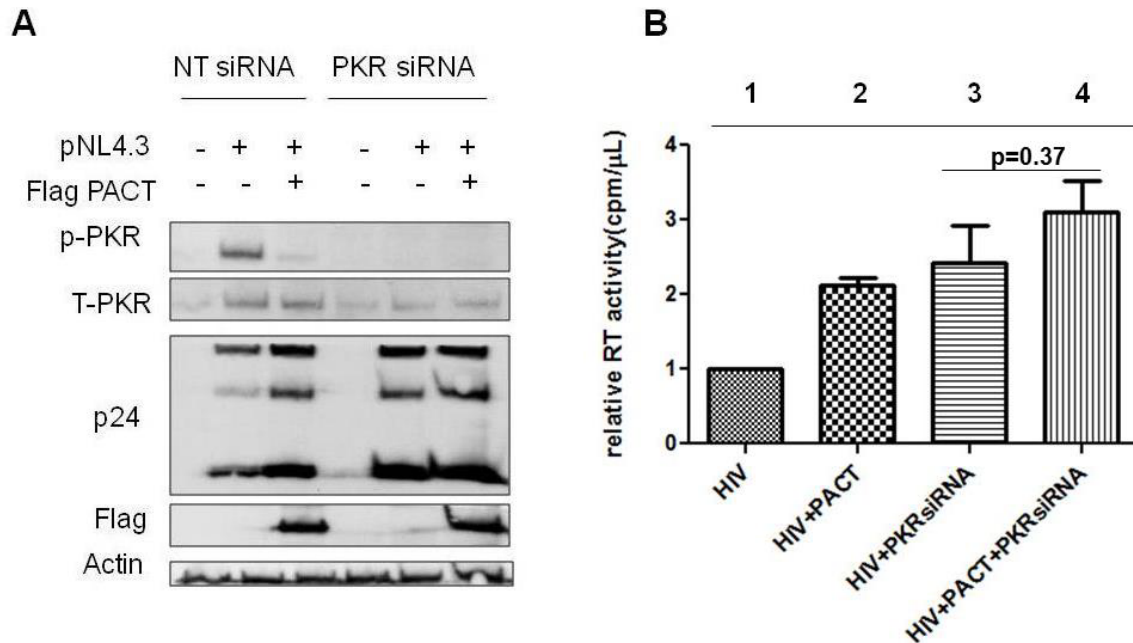 A
NT siRNA PKR siRNA
pNL4.3 - + + - + +
Flag PACT - - + - - +
p-PKR
T-PKR
p24
Flag
Actin
B
1 2 3 4
p=0.37
relative RT activity(cpm/µL)
4
3
2
1
0
HIV
HIV+PACT
HIV+PKRsiRNA
HIV+PACT+PKRsiRNA